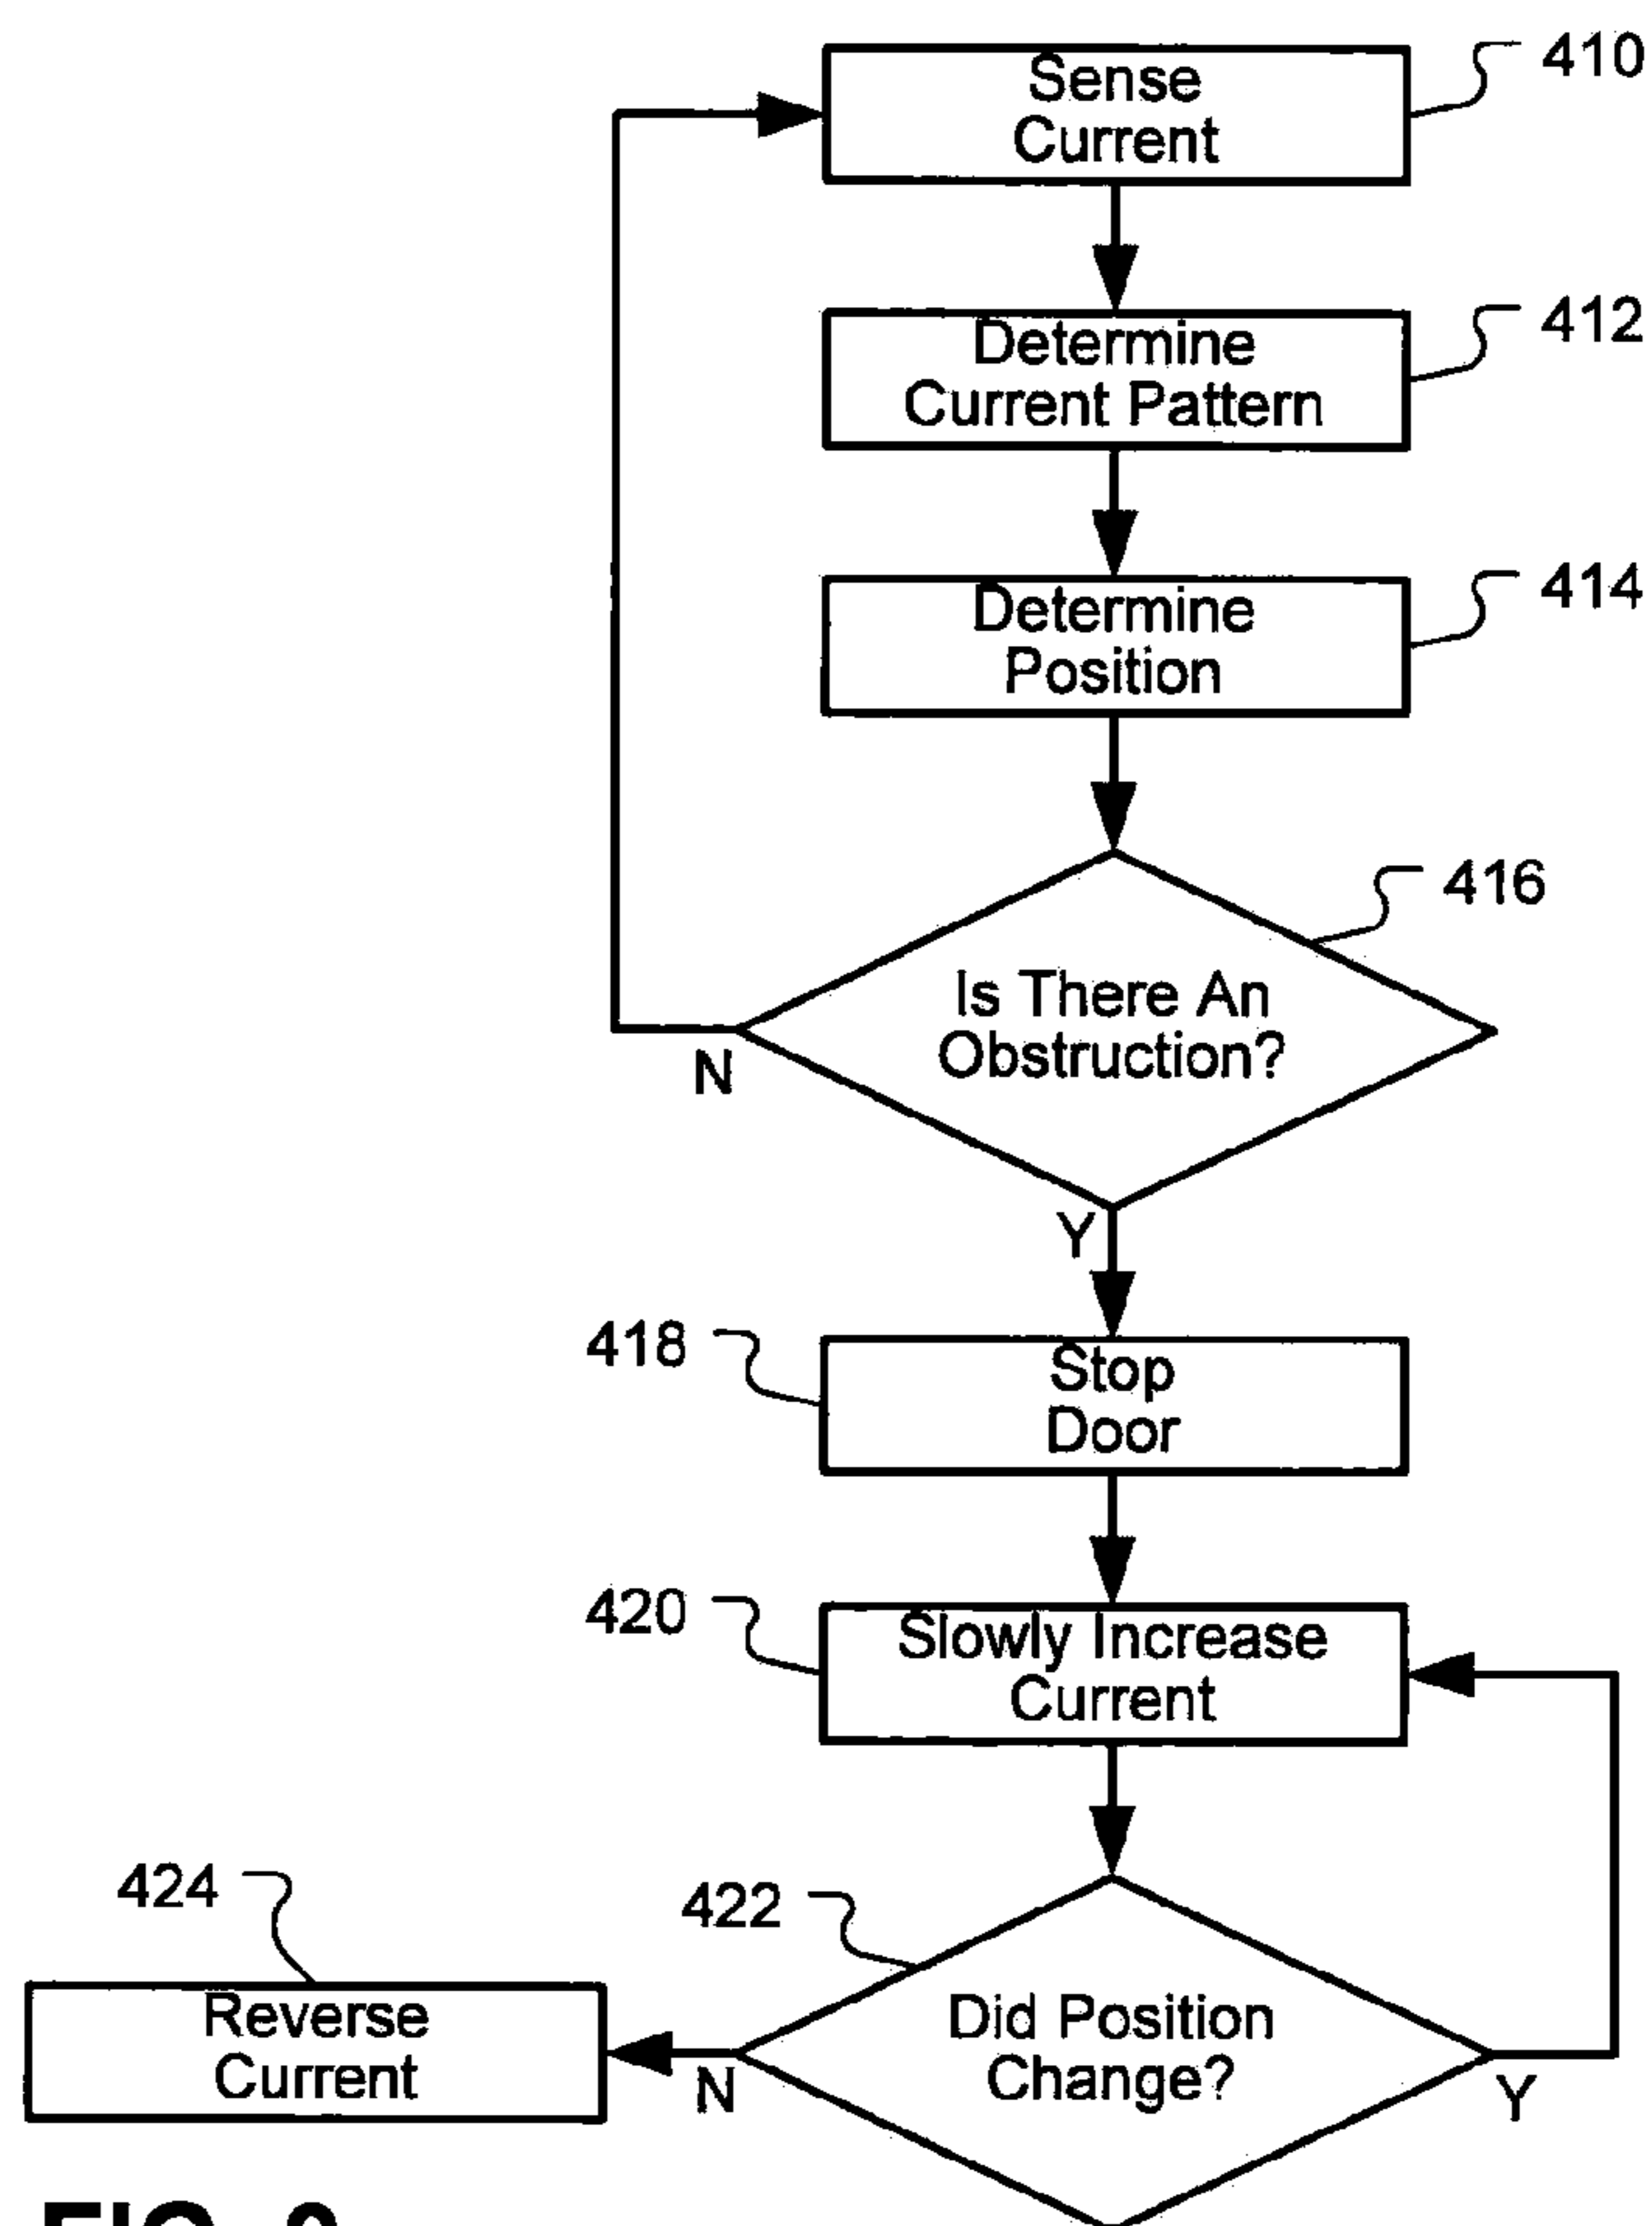 Sense
Current
410
Determine
Current Pattern
412
Determine
Position
414
416
Is There An
Obstruction?
N
Y
418
Stop
Door
420
Slowly Increase
Current
424
422
Reverse
Current
Did Position
Change?
N
Y
FIG.